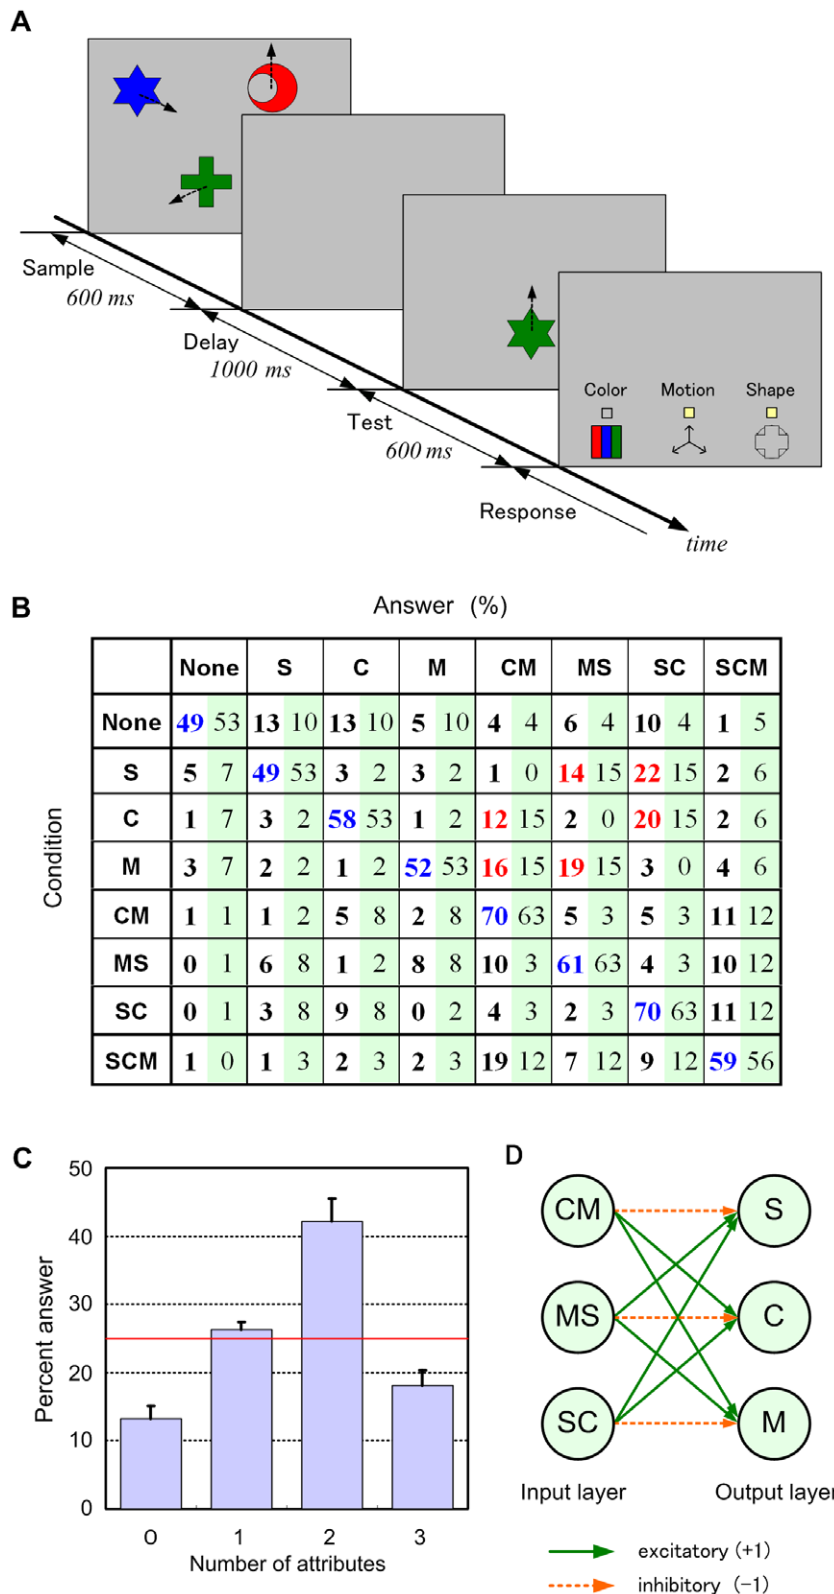 A
Sample
600 ms
Delay
1000 ms
Test
600 ms
Response
time
Color Motion Shape
B
Answer (%)
Condition
None S C M CM MS SC SCM
None 49 53 13 10 13 10 5 10 4 4 6 4 10 4 1 5
S 5 7 49 53 3 2 3 2 1 0 14 15 22 15 2 6
C 1 7 3 2 58 53 1 2 12 15 2 0 20 15 2 6
M 3 7 2 2 1 2 52 53 16 15 19 15 3 0 4 6
CM 1 1 1 2 5 8 2 8 70 63 5 3 5 3 11 12
MS 0 1 6 8 1 2 8 8 10 3 61 63 4 3 10 12
SC 0 1 3 8 9 8 0 2 4 3 2 3 70 63 11 12
SCM 1 0 1 3 2 3 2 3 19 12 7 12 9 12 59 56
C
Percent answer
50
40
30
20
10
0
0 1 2 3
Number of attributes
D
CM S
MS C
SC M
Input layer Output layer
excitatory (+1)
inhibitory (−1)